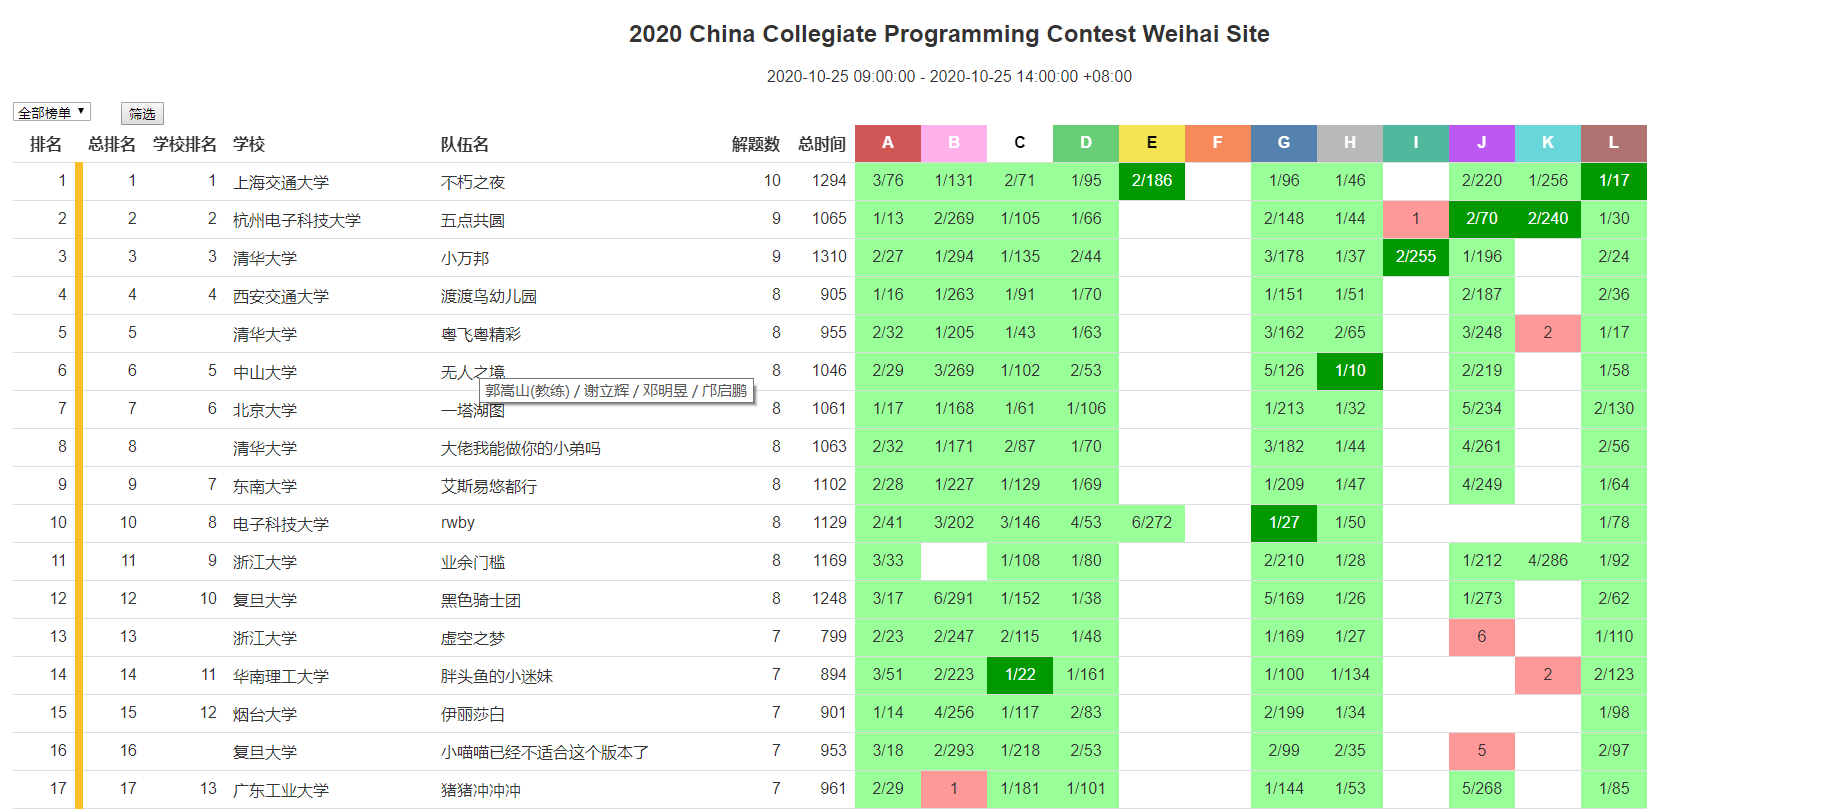 2020 China Collegiate Programming Contest Weihai Site
2020-10-25 09:00:00 - 2020-10-25 14:00:00 +08:00
全部榜单 筛选
排名 总排名 学校排名 学校 队伍名 解题数 总时间 A B C D E F G H I J K L
1 1 1 上海交通大学 不朽之夜 10 1294 3/76 1/131 2/71 1/95 2/186 1/96 1/46 2/220 1/256 1/17
2 2 2 杭州电子科技大学 五点共圆 9 1065 1/13 2/269 1/105 1/66 2/148 1/44 1 2/70 2/240 1/30
3 3 3 清华大学 小万邦 9 1310 2/27 1/294 1/135 2/44 3/178 1/37 2/255 1/196 2/24
4 4 4 西安交通大学 渡渡鸟幼儿园 8 905 1/16 1/263 1/91 1/70 1/151 1/51 2/187 2/36
5 5 清华大学 粤飞粤精彩 8 955 2/32 1/205 1/43 1/63 3/162 2/65 3/248 2 1/17
6 6 5 中山大学 无人之境 8 1046 2/29 3/269 1/102 2/53 5/126 1/10 2/219 1/58
郭嵩山(教练) / 谢立辉 / 邓明昱 / 邝启鹏
7 7 6 北京大学 一塔湖图 8 1061 1/17 1/168 1/61 1/106 1/213 1/32 5/234 2/130
8 8 清华大学 大佬我能做你的小弟吗 8 1063 2/32 1/171 2/87 1/70 3/182 1/44 4/261 2/56
9 9 7 东南大学 艾斯易悠都行 8 1102 2/28 1/227 1/129 1/69 1/209 1/47 4/249 1/64
10 10 8 电子科技大学 rwby 8 1129 2/41 3/202 3/146 4/53 6/272 1/27 1/50 1/78
11 11 9 浙江大学 业余门槛 8 1169 3/33 1/108 1/80 2/210 1/28 1/212 4/286 1/92
12 12 10 复旦大学 黑色骑士团 8 1248 3/17 6/291 1/152 1/38 5/169 1/26 1/273 2/62
13 13 浙江大学 虚空之梦 7 799 2/23 2/247 2/115 1/48 1/169 1/27 6 1/110
14 14 11 华南理工大学 胖头鱼的小迷妹 7 894 3/51 2/223 1/22 1/161 1/100 1/134 2 2/123
15 15 12 烟台大学 伊丽莎白 7 901 1/14 4/256 1/117 2/83 2/199 1/34 1/98
16 16 复旦大学 小喵喵已经不适合这个版本了 7 953 3/18 2/293 1/218 2/53 2/99 2/35 5 2/97
17 17 13 广东工业大学 猪猪冲冲冲 7 961 2/29 1 1/181 1/101 1/144 1/53 5/268 1/85